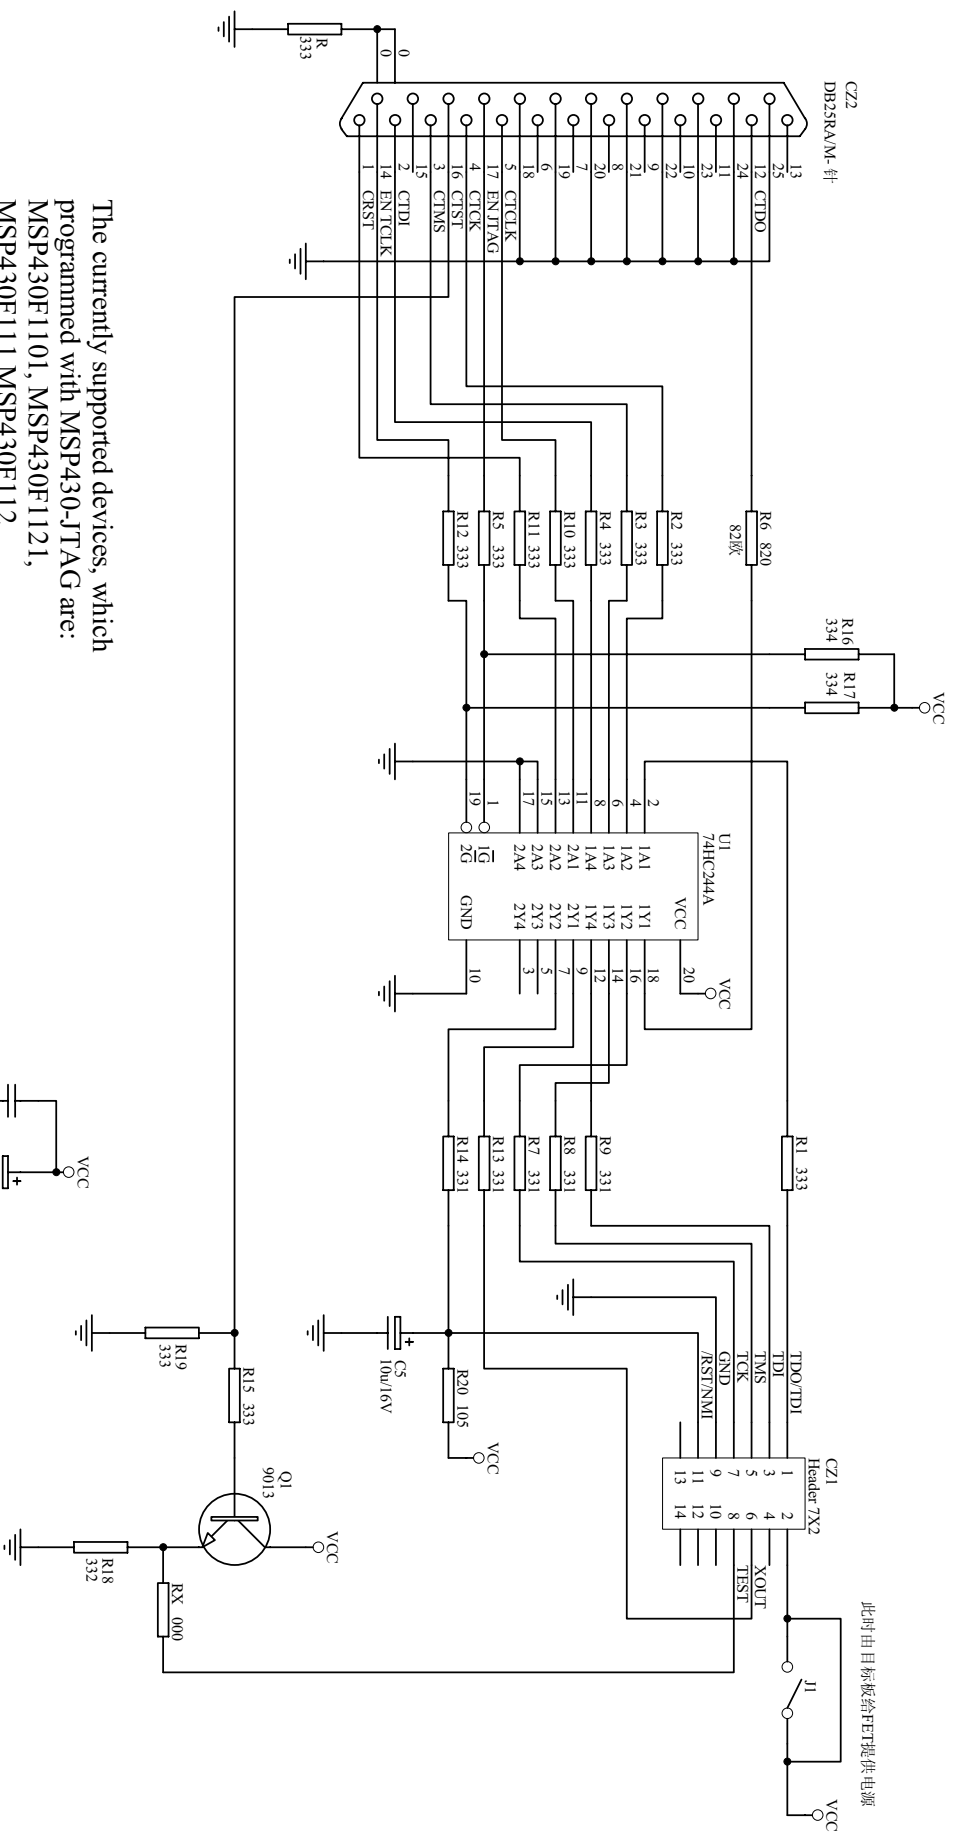 CZ2
DB25RA/M-针
13
25
12 CTDO
24
11
23
10
22
9
21
8
20
7
19
6
18
5 CTCLK
17 ENJTAG
4 CTCK
16 CTST
3 CTMS
15
2 CTDI
14 ENTCLK
1 CRST
0
0
R
333
R6 820
82欧
R2 333
R3 333
R4 333
R10 333
R11 333
R5 333
R12 333
R16
334
R17
334
VCC
U1
74HC244A
2 1A1
4 1A2
6 1A3
8 1A4
11 2A1
13 2A2
15 2A3
17 2A4
1 1G
19 2G
VCC 20
VCC
1Y1 18
1Y2 16
1Y3 14
1Y4 12
2Y1 9
2Y2 7
2Y3 5
2Y4 3
GND 10
R1 333
R9 331
R8 331
R7 331
R13 331
R14 331
TDO/TDI
TDI
TMS
TCK
GND
/RST/NMI
CZ1
Header 7X2
1 2
3 4
5 6
7 8
9 10
11 12
13 14
XOUT
TEST
此时由目标板给FET提供电源
J1
VCC
C5
10u/16V
R20 105
VCC
R19
333
R15 333
Q1
9013
VCC
R18
332
RX 000
VCC
+
The currently supported devices, which
programmed with MSP430-JTAG are:
MSP430F1101, MSP430F1121,
MSP430F111 MSP430F112